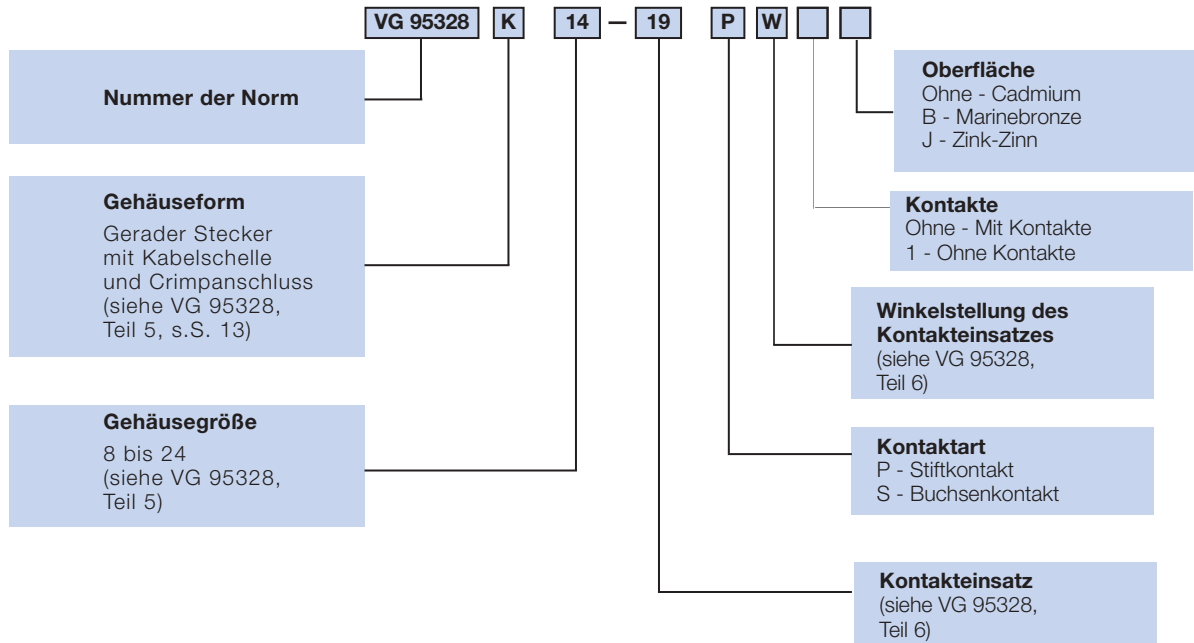 VG 95328 K 14 – 19 P W
Nummer der Norm
Gehäuseform
Gerader Stecker
mit Kabelschelle
und Crimpanschluss
(siehe VG 95328,
Teil 5, s.S. 13)
Gehäusegröße
8 bis 24
(siehe VG 95328,
Teil 5)
Oberfläche
Ohne - Cadmium
B - Marinebronze
J - Zink-Zinn
Kontakte
Ohne - Mit Kontakte
1 - Ohne Kontakte
Winkelstellung des
Kontakteinsatzes
(siehe VG 95328,
Teil 6)
Kontaktart
P - Stiftkontakt
S - Buchsenkontakt
Kontakteinsatz
(siehe VG 95328,
Teil 6)